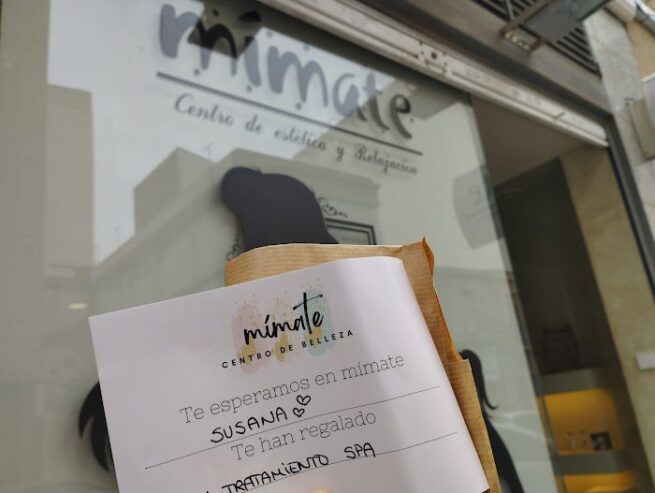 mímate
Centro de estética y Relajación
mímate
CENTRO DE BELLEZA
Te esperamos en mímate
SUSANA
Te han regalado
TRATAMIENTO SPA